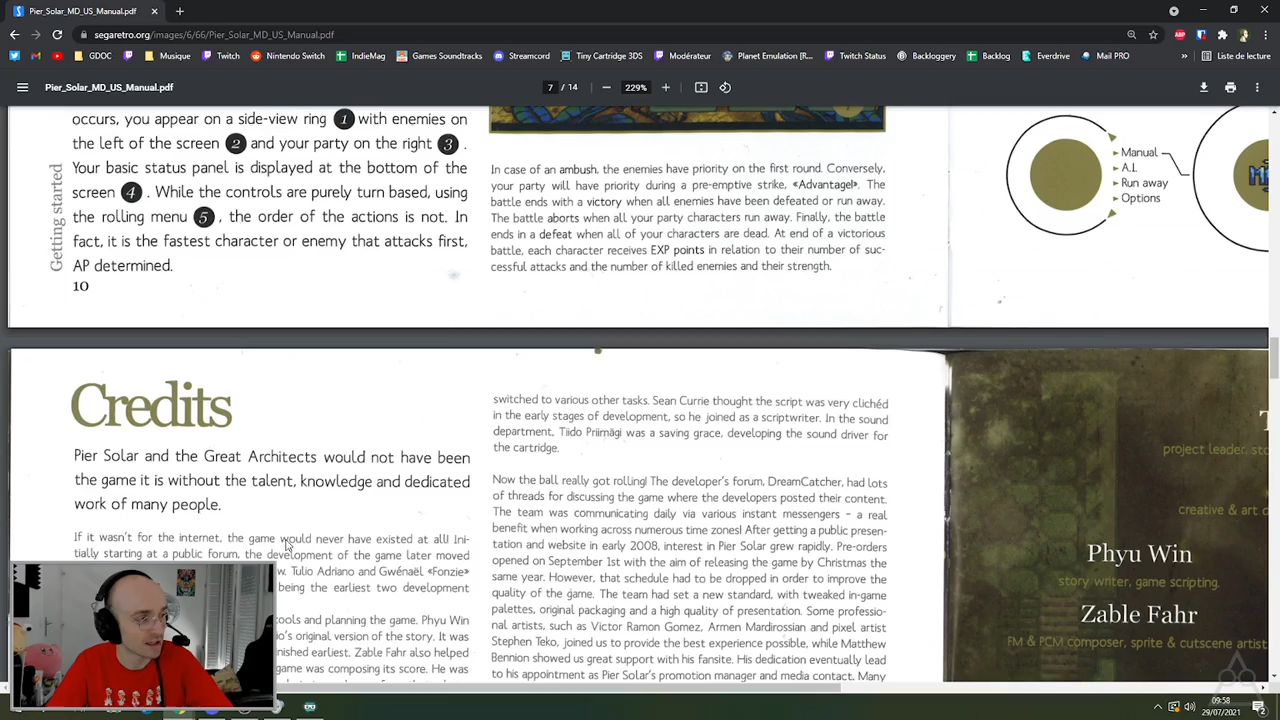 Pier_Solar_MD_US_Manual.pdf
segaretro.org/images/6/66/Pier_Solar_MD_US_Manual.pdf
GDOC
Musique
Twitch
Nintendo Switch
IndieMag
Games Soundtracks
Streamcord
Tiny Cartridge 3DS
Modérateur
Planet Emulation [R...
Twitch Status
Backloggery
Backlog
Elerion
Mail PRO
Liste de lecture
Pier_Solar_MD_US_Manual.pdf
7 / 14
229%
occurs, you appear on a side-view ring 1 with enemies on
the left of the screen 2 and your party on the right 3 .
Your basic status panel is displayed at the bottom of the
screen 4 . While the controls are purely turn based, using
the rolling menu 5 , the order of the actions is not. In
fact, it is the fastest character or enemy that attacks first,
AP determined.
10
Getting started
In case of an ambush, the enemies have priority on the first round. Conversely,
your party will have priority during a pre-emptive strike, «Advantage!». The
battle ends with a victory when all enemies have been defeated or run away.
The battle aborts when all your party characters run away. Finally, the battle
ends in a defeat when all of your characters are dead. At end of a victorious
battle, each character receives EXP points in relation to their number of suc-
cessful attacks and the number of killed enemies and their strength.
Manual
A.I.
Run away
Options
Credits
Pier Solar and the Great Architects would not have been
the game it is without the talent, knowledge and dedicated
work of many people.
If it wasn't for the internet, the game would never have existed at all! Ini-
tially starting at a public forum, the development of the game later moved
w. Tulio Adriano and Gwénaël «Fonzie»
being the earliest two development
ools and planning the game. Phyu Win
io's original version of the story. It was
nished earliest. Zable Fahr also helped
game was composing its score. He was
switched to various other tasks. Sean Currie thought the script was very clichéd
in the early stages of development, so he joined as a scriptwriter. In the sound
department, Tiido Priimägi was a saving grace, developing the sound driver for
the cartridge.
Now the ball really got rolling! The developer's forum, DreamCatcher, had lots
of threads for discussing the game where the developers posted their content.
The team was communicating daily via various instant messengers - a real
benefit when working across numerous time zones! After getting a public presen-
tation and website in early 2008, interest in Pier Solar grew rapidly. Pre-orders
opened on September 1st with the aim of releasing the game by Christmas the
same year. However, that schedule had to be dropped in order to improve the
quality of the game. The team had set a new standard, with tweaked in-game
palettes, original packaging and a high quality of presentation. Some professio-
nal artists, such as Victor Ramon Gomez, Armen Mardirossian and pixel artist
Stephen Teko, joined us to provide the best experience possible, while Matthew
Bennion showed us great support with his fansite. His dedication eventually lead
to his appointment as Pier Solar's promotion manager and media contact. Many
project leader, sto
creative & art d
Phyu Win
story writer, game scripting.
Zable Fahr
FM & PCM composer, sprite & cutscene artist
09:58
29/07/2021